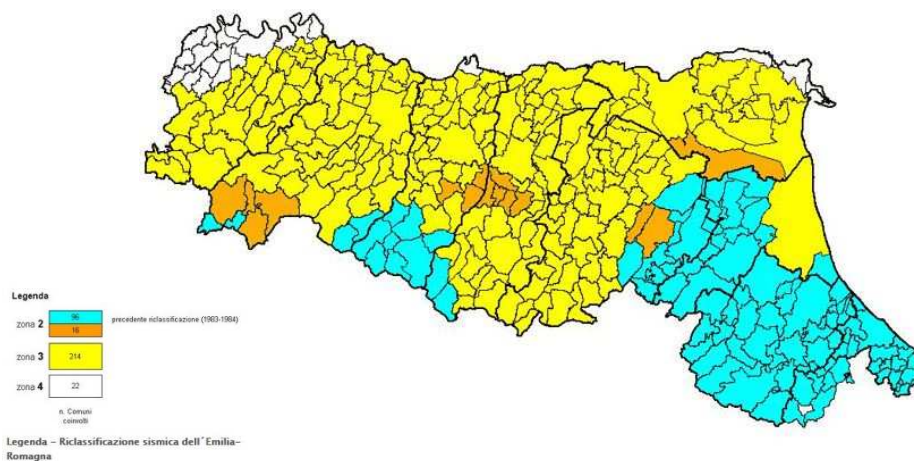 Legenda
zona 2
96
precedente riclassificazione (1983-1984)
16
zona 3
214
zona 4
22
n. Comuni
coinvolti
Legenda – Riclassificazione sismica dell´Emilia-
Romagna